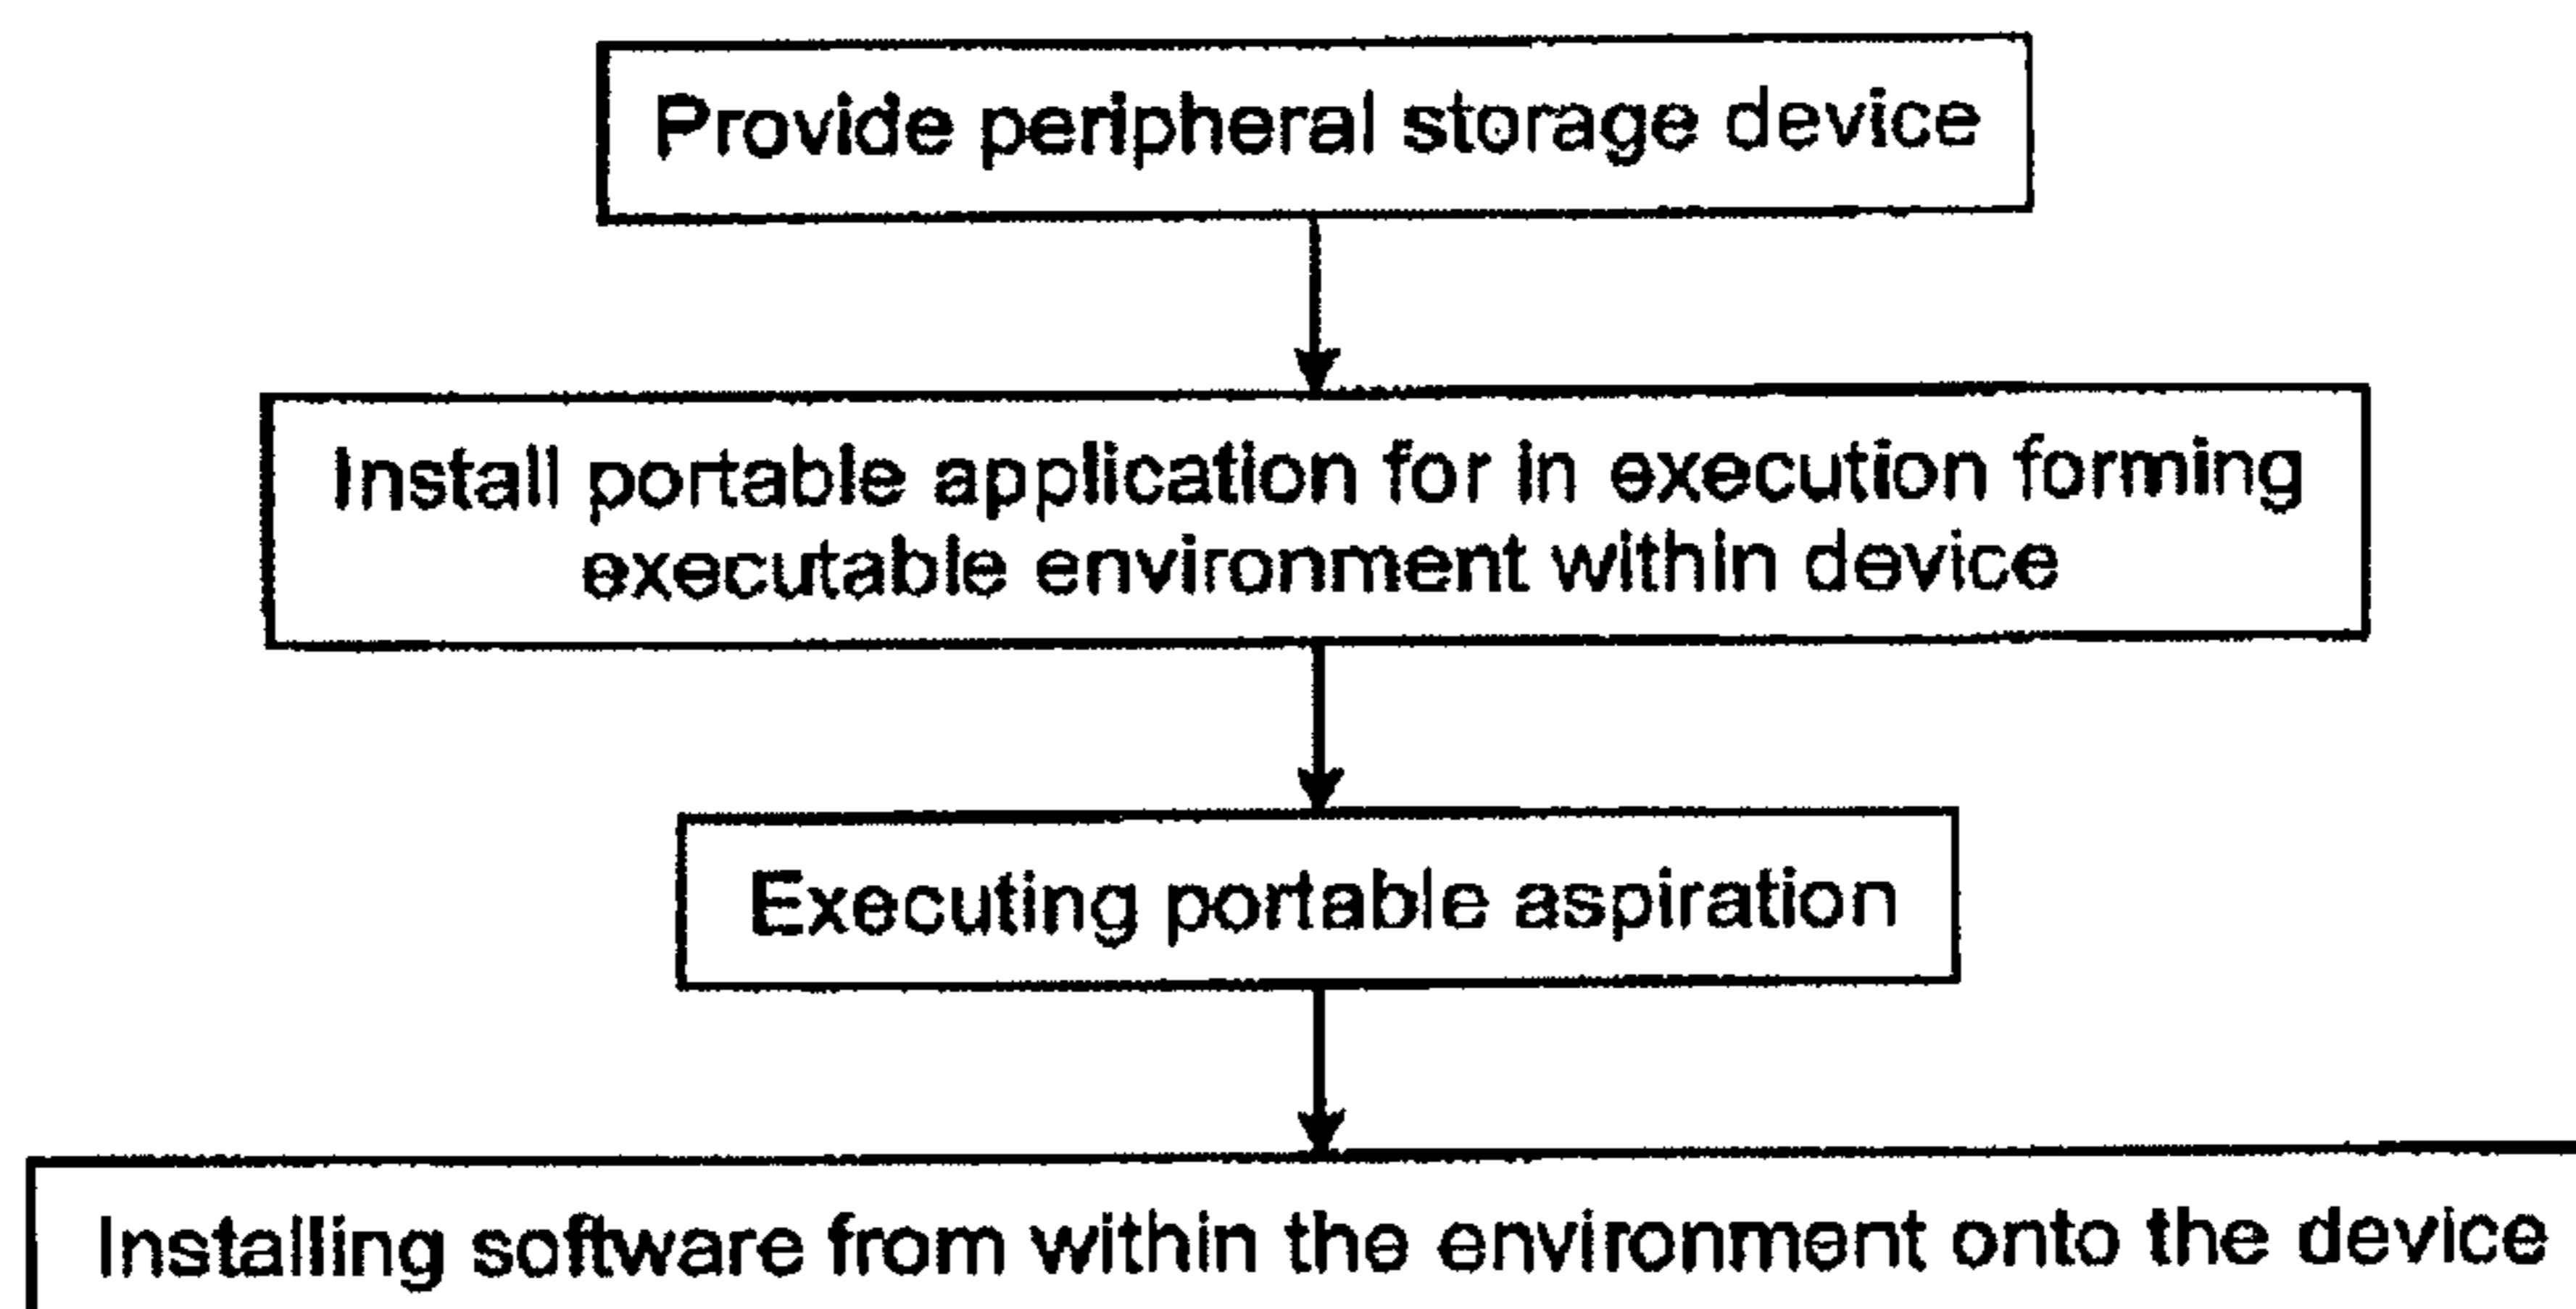 Provide peripheral storage device
Install portable application for in execution forming
executable environment within device
Executing portable aspiration
Installing software from within the environment onto the device